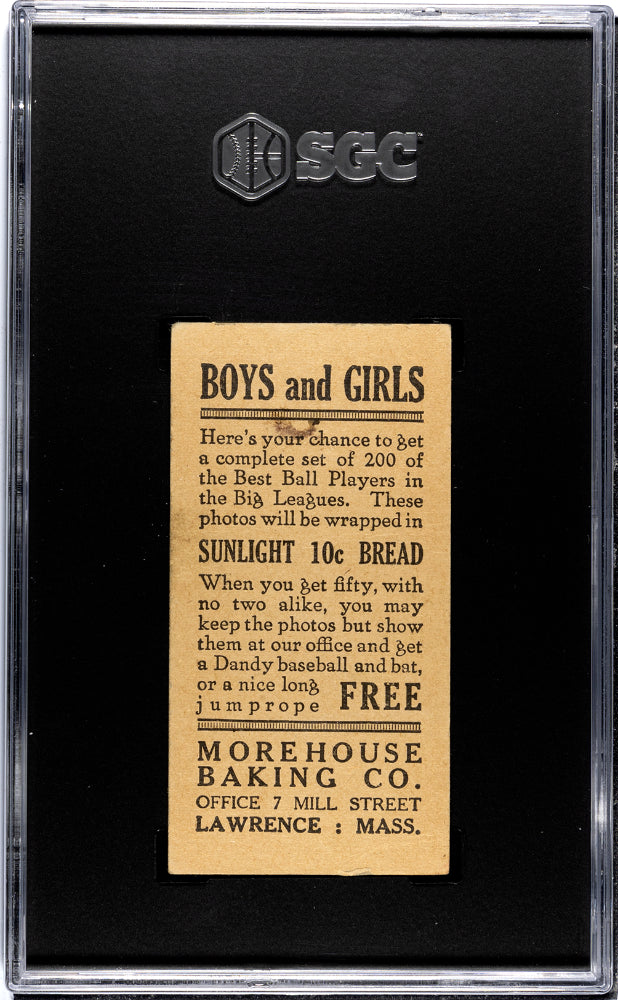 SGC
BOYS and GIRLS
Here's your chance to get
a complete set of 200 of
the Best Ball Players in
the Big Leagues. These
photos will be wrapped in
SUNLIGHT 10c BREAD
When you get fifty, with
no two alike, you may
keep the photos but show
them at our office and get
a Dandy baseball and bat,
or a nice long
jumprope FREE
MOREHOUSE
BAKING CO.
OFFICE 7 MILL STREET
LAWRENCE : MASS.